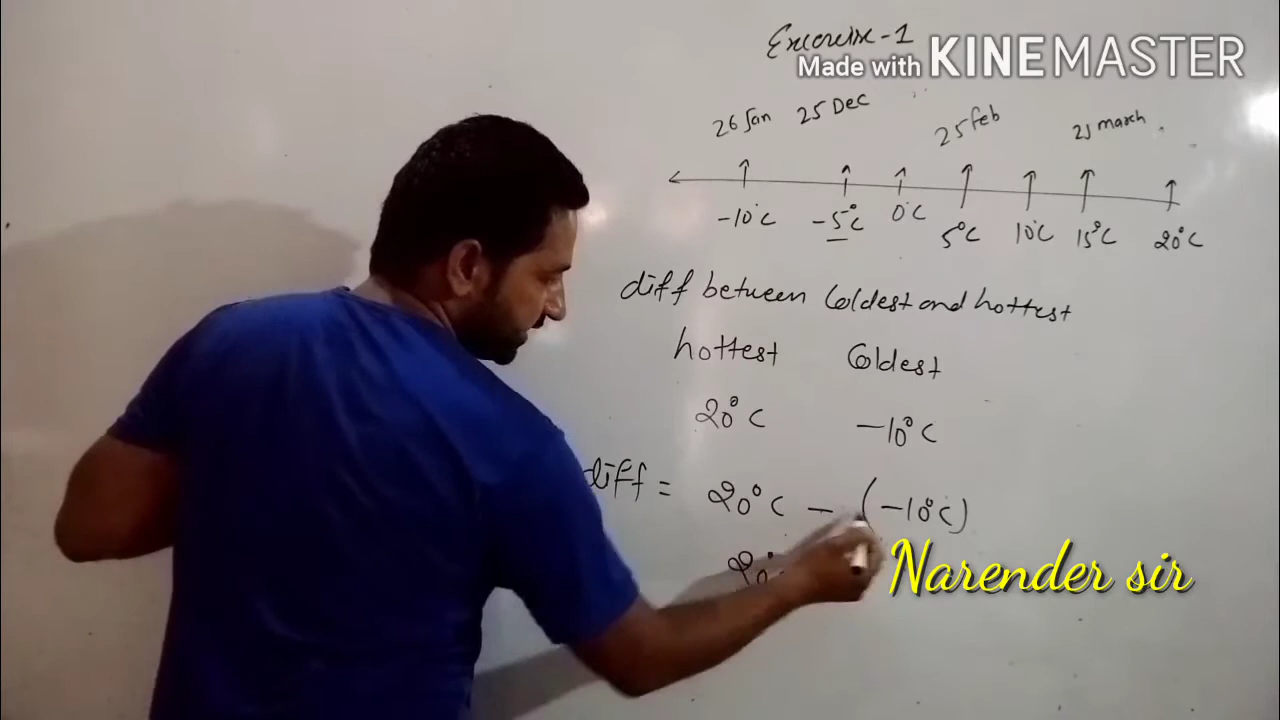 Exercise-1
Made with KINEMASTER
26 Jan 25 Dec 25 feb 21 march
-10°C -5°C 0°C 5°C 10°C 15°C 20°C
diff between Coldest and hottest
hottest Coldest
20°C -10°C
diff = 20°C - (-10°C)
20°
Narender sir